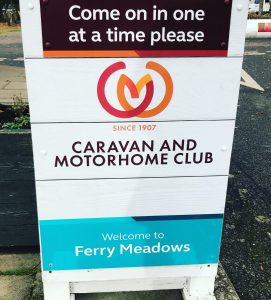 Come on in one
at a time please
SINCE 1907
CARAVAN AND
MOTORHOME CLUB
Welcome to
Ferry Meadows